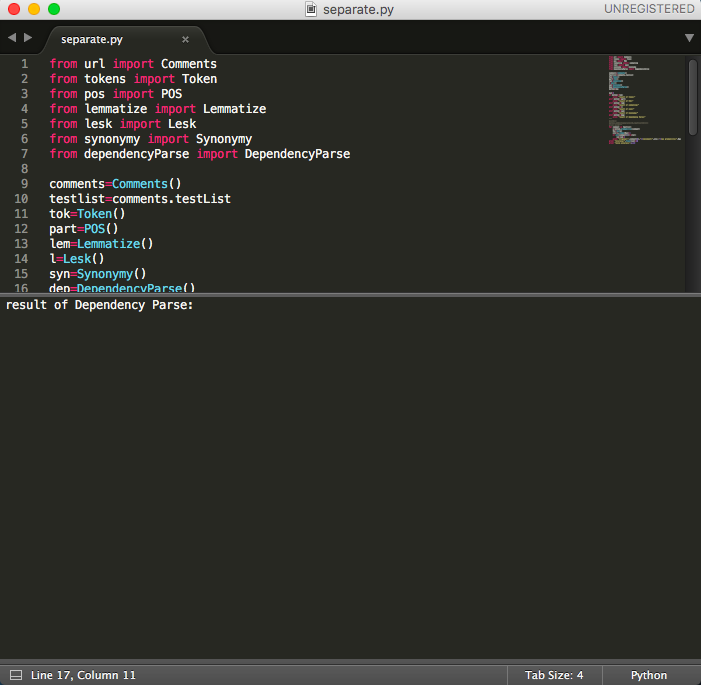 separate.py
UNREGISTERED
separate.py
1 from url import Comments
2 from tokens import Token
3 from pos import POS
4 from lemmatize import Lemmatize
5 from lesk import Lesk
6 from synonymy import Synonymy
7 from dependencyParse import DependencyParse
8
9 comments=Comments()
10 testlist=comments.testList
11 tok=Token()
12 part=POS()
13 lem=Lemmatize()
14 l=Lesk()
15 syn=Synonymy()
16 dep=DependencyParse()
result of Dependency Parse:
Line 17, Column 11
Tab Size: 4
Python